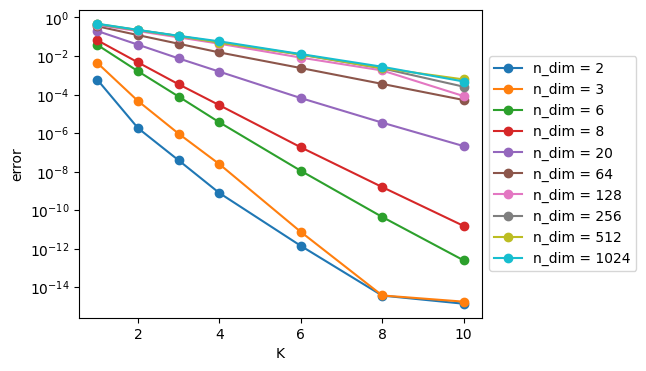 10⁰
10⁻²
10⁻⁴
10⁻⁶
10⁻⁸
10⁻¹⁰
10⁻¹²
10⁻¹⁴
error
2
4
6
8
10
K
n_dim = 2
n_dim = 3
n_dim = 6
n_dim = 8
n_dim = 20
n_dim = 64
n_dim = 128
n_dim = 256
n_dim = 512
n_dim = 1024